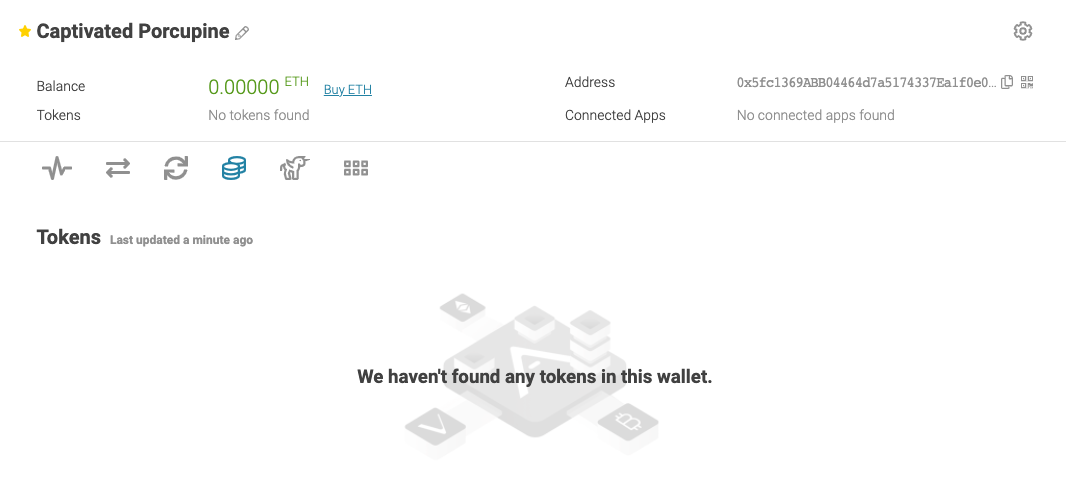 Captivated Porcupine
Balance 0.00000 ETH Buy ETH
Tokens No tokens found
Address 0x5fc1369ABB04464d7a5174337Ea1f0e0...
Connected Apps No connected apps found
Tokens Last updated a minute ago
We haven't found any tokens in this wallet.